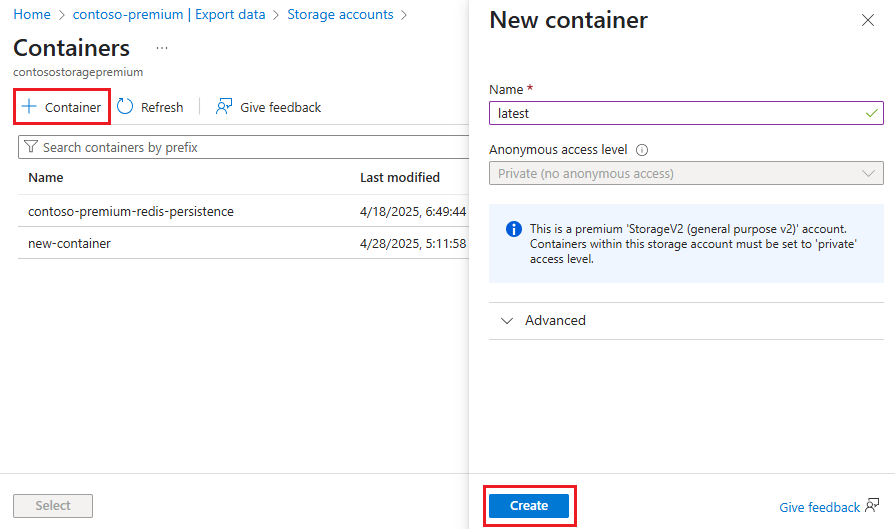 Home > contoso-premium | Export data > Storage accounts >
Containers ...
contosostoragepremium
+ Container Refresh Give feedback
Search containers by prefix
Name Last modified
contoso-premium-redis-persistence 4/18/2025, 6:49:44
new-container 4/28/2025, 5:11:58
Select
New container
Name *
latest
Anonymous access level
Private (no anonymous access)
This is a premium 'StorageV2 (general purpose v2)' account.
Containers within this storage account must be set to 'private'
access level.
Advanced
Create Give feedback